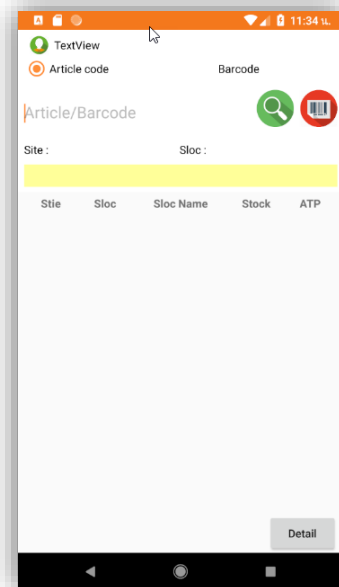 11:34 น.
TextView
Article code Barcode
Article/Barcode
Site : Sloc :
Stie Sloc Sloc Name Stock ATP
Detail